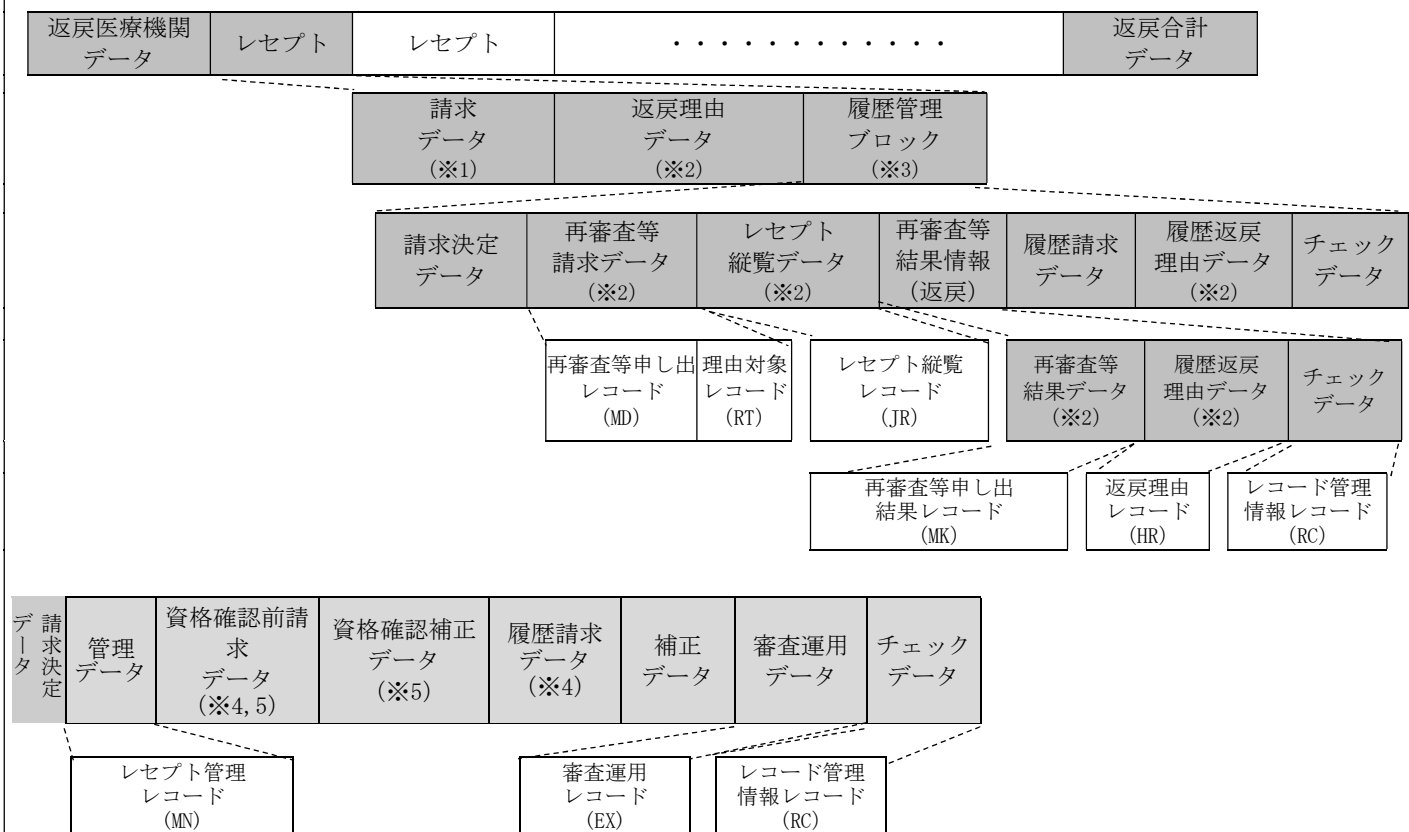 返戻医療機関
データ
レセプト
レセプト
・・・・・・・・・・・・
返戻合計
データ
請求
データ
(※1)
返戻理由
データ
(※2)
履歴管理
ブロック
(※3)
請求決定
データ
再審査等
請求データ
(※2)
レセプト
縦覧データ
(※2)
再審査等
結果情報
(返戻)
履歴請求
データ
履歴返戻
理由データ
(※2)
チェック
データ
再審査等申し出
レコード
(MD)
理由対象
レコード
(RT)
レセプト縦覧
レコード
(JR)
再審査等
結果データ
(※2)
履歴返戻
理由データ
(※2)
チェック
データ
再審査等申し出
結果レコード
(MK)
返戻理由
レコード
(HR)
レコード管理
情報レコード
(RC)
請求決定
データ
管理
データ
資格確認前請
求
データ
(※4,5)
資格確認補正
データ
(※5)
履歴請求
データ
(※4)
補正
データ
審査運用
データ
チェック
データ
レセプト管理
レコード
(MN)
審査運用
レコード
(EX)
レコード管理
情報レコード
(RC)